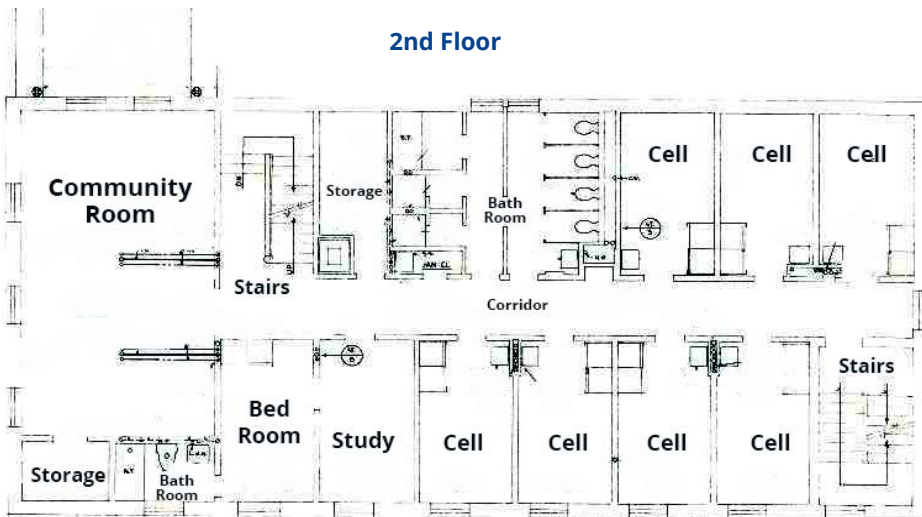 2nd Floor
Community
Room
Storage
Bath
Room
Cell
Cell
Cell
Stairs
Corridor
Bed
Room
Study
Cell
Cell
Cell
Cell
Stairs
Storage
Bath
Room